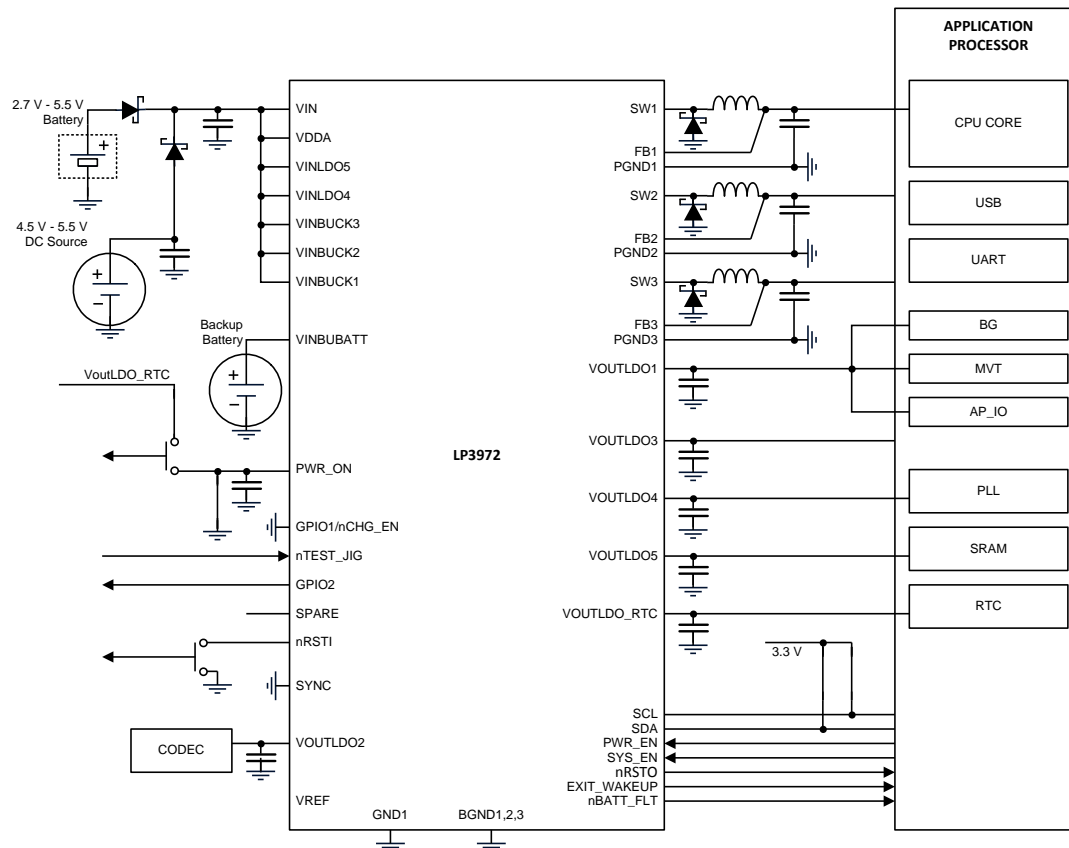 APPLICATION
PROCESSOR
2.7 V - 5.5 V
Battery
+
4.5 V - 5.5 V
DC Source
+
−
Backup
Battery
+
−
VoutLDO_RTC
CODEC
VIN
VDDA
VINLDO5
VINLDO4
VINBUCK3
VINBUCK2
VINBUCK1
VINBUBATT
PWR_ON
GPIO1/nCHG_EN
nTEST_JIG
GPIO2
SPARE
nRSTI
SYNC
VOUTLDO2
VREF
GND1
BGND1,2,3
LP3972
SW1
FB1
PGND1
SW2
FB2
PGND2
SW3
FB3
PGND3
VOUTLDO1
VOUTLDO3
VOUTLDO4
VOUTLDO5
VOUTLDO_RTC
3.3 V
SCL
SDA
PWR_EN
SYS_EN
nRSTO
EXIT_WAKEUP
nBATT_FLT
CPU CORE
USB
UART
BG
MVT
AP_IO
PLL
SRAM
RTC